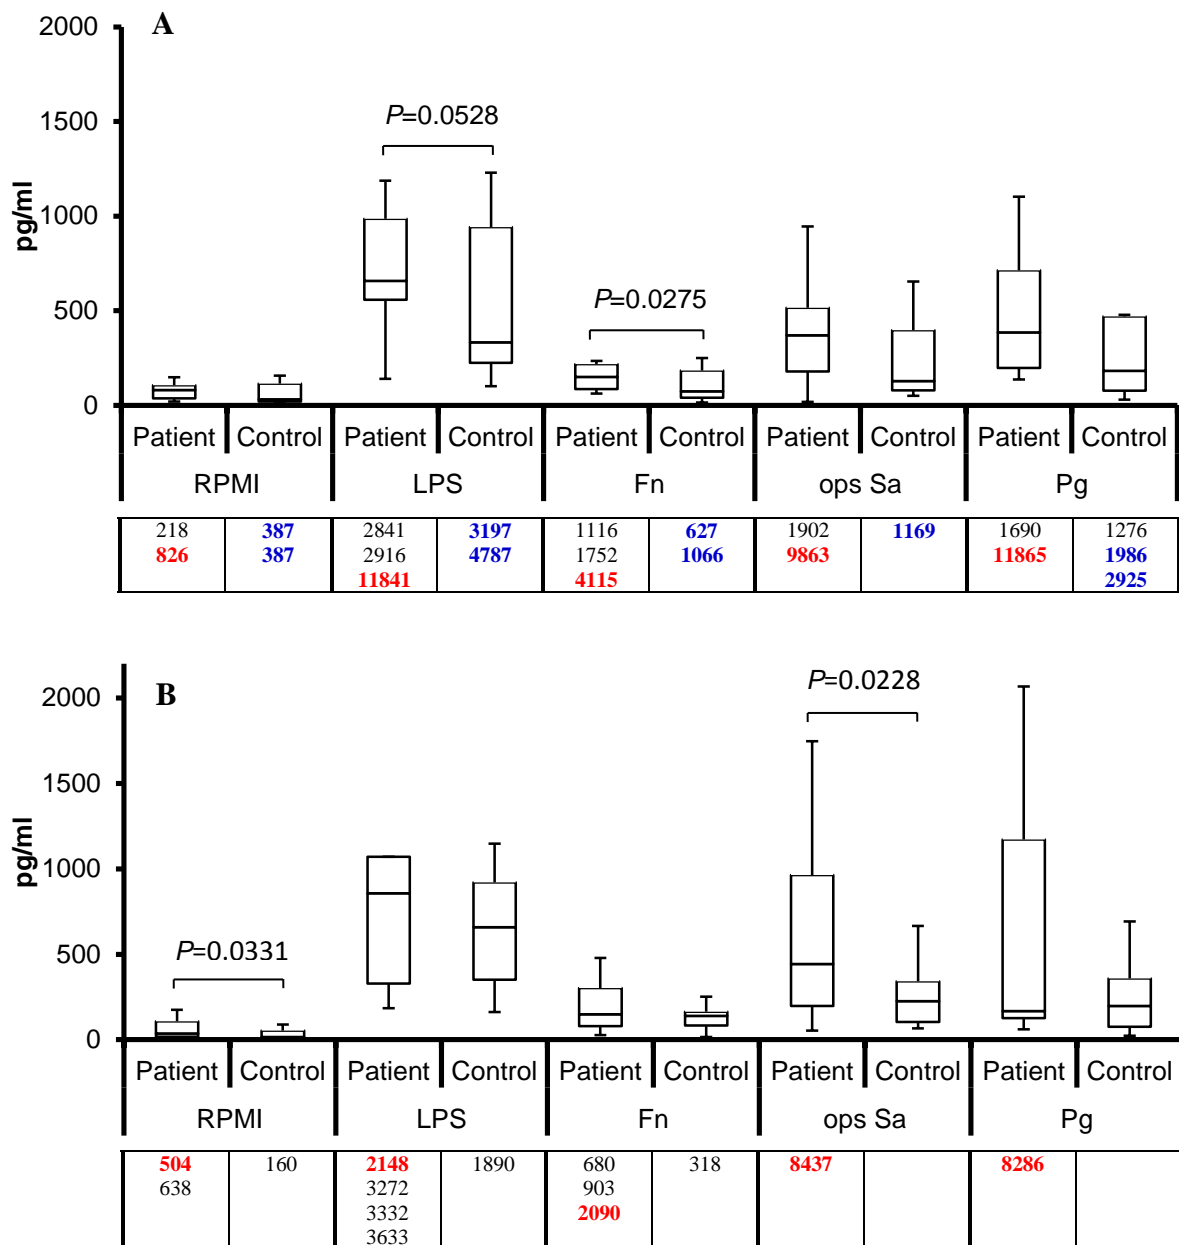 2000
A
1500
P=0.0528
pg/ml
1000
500
P=0.0275
0
Patient Control Patient Control Patient Control Patient Control Patient Control
RPMI LPS Fn ops Sa Pg
218 387 2841 3197 1116 627 1902 1169 1690 1276
826 387 2916 4787 1752 1066 9863 11865 1986
11841 4115 2925
B
P=0.0228
2000
1500
pg/ml
1000
500
P=0.0331
0
Patient Control Patient Control Patient Control Patient Control Patient Control
RPMI LPS Fn ops Sa Pg
504 160 2148 1890 680 318 8437 8286
638 3272 903
3332 2090
3633